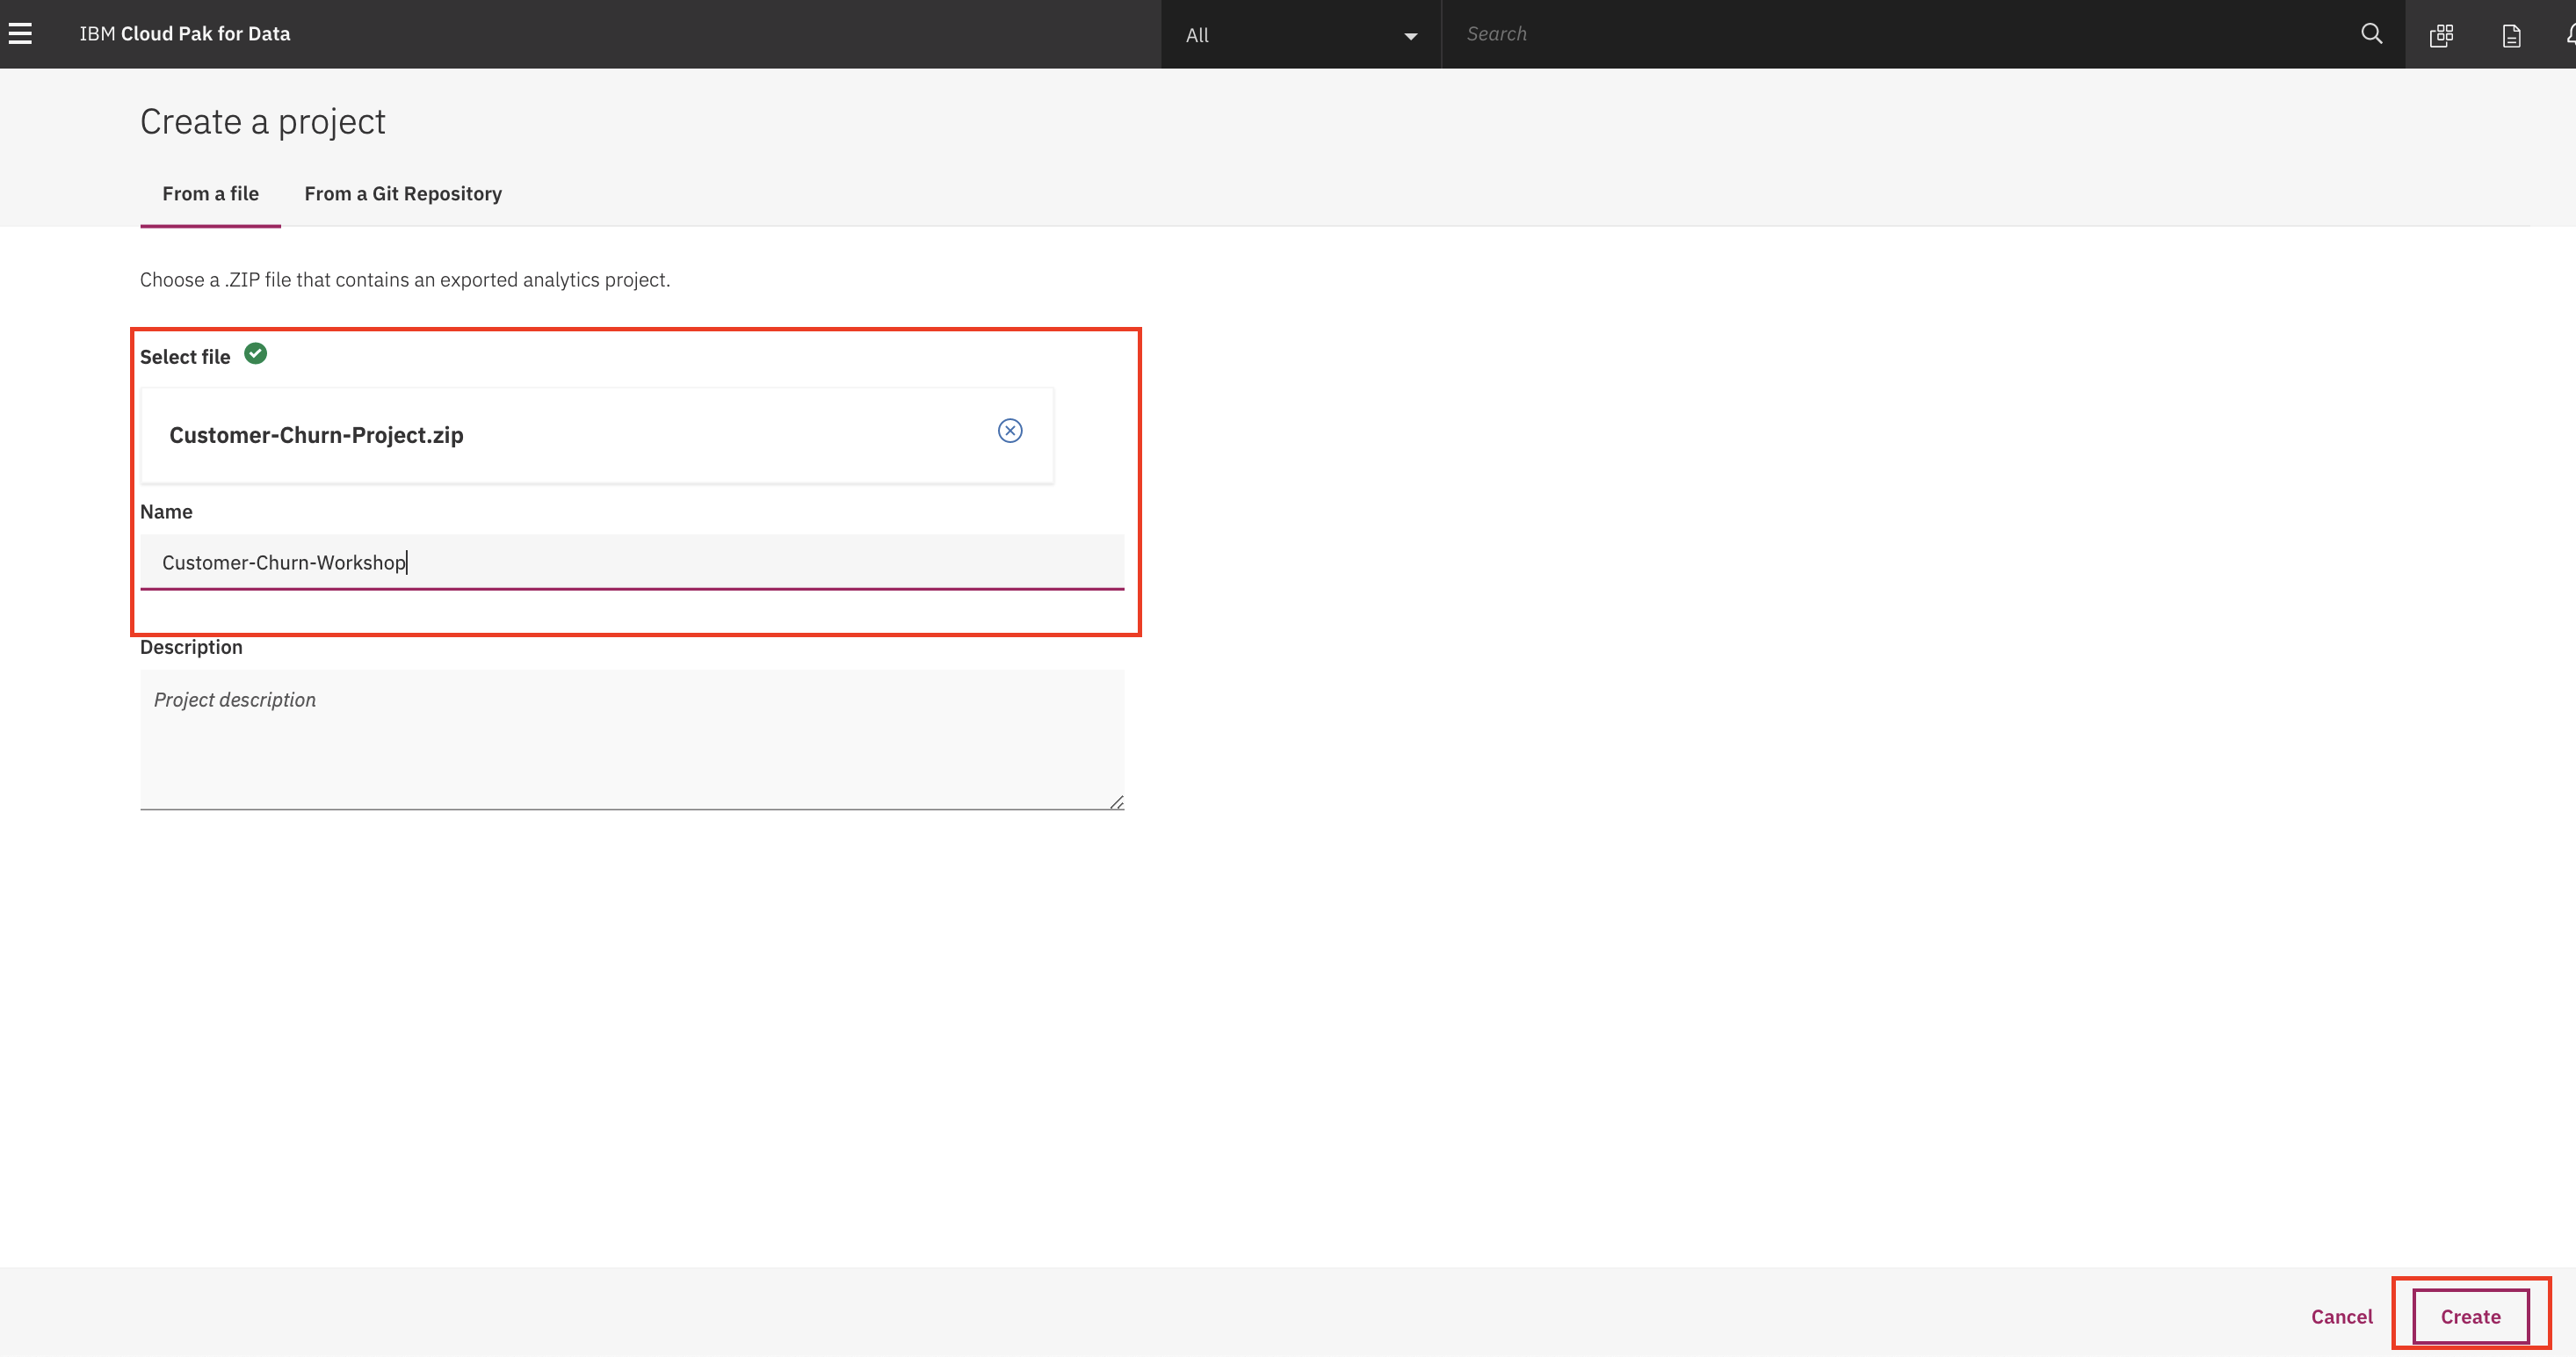 IBM Cloud Pak for Data
All
Search
Create a project
From a file
From a Git Repository
Choose a .ZIP file that contains an exported analytics project.
Select file
Customer-Churn-Project.zip
Name
Customer-Churn-Workshop
Description
Project description
Cancel
Create